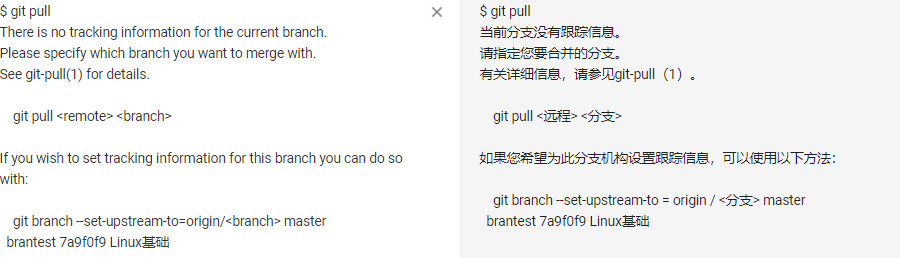 $ git pull
There is no tracking information for the current branch.
Please specify which branch you want to merge with.
See git-pull(1) for details.
git pull <remote> <branch>
If you wish to set tracking information for this branch you can do so
with:
git branch --set-upstream-to=origin/<branch> master
brantest 7a9f0f9 Linux基础
$ git pull
当前分支没有跟踪信息。
请指定您要合并的分支。
有关详细信息，请参见git-pull（1）。
git pull <远程> <分支>
如果您希望为此分支机构设置跟踪信息，可以使用以下方法：
git branch --set-upstream-to = origin / <分支> master
brantest 7a9f0f9 Linux基础